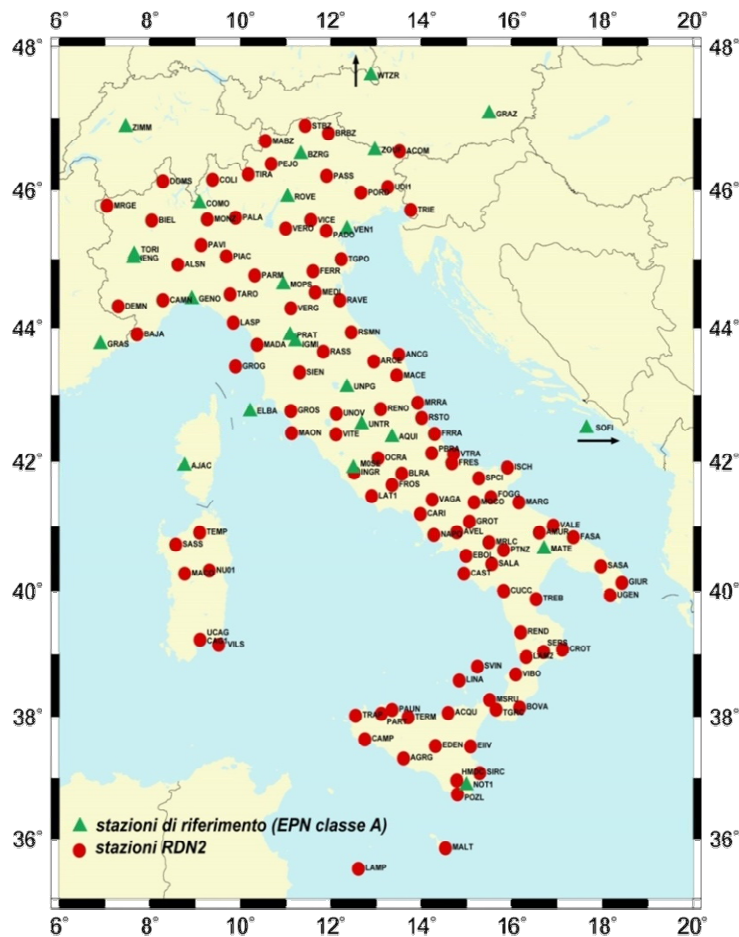 6° 8° 10° 12° 14° 16° 18° 20°
48° 48°
WTZR
ZIMM GRAZ
STBZ
MABZ BRBZ
BZRG ZOUF ACOM
PEJO
DOMS COLI TIRA PASS
PORD UDI1
46° 46°
MRGE COMO ROVE TRIE
BIEL MONZ PALA VICE VEN1
VERO PADO
PAVI
TORI PIAC TGPO
IENG ALSN
PARM FERR
MOPS
TARO MEDI
DEMN CAMN GENO VERG RAVE
LASP
44° 44°
BAJA PRAT RSMN
GRAS MADA IGMI RASS ANCG
GROG ARCE
SIEN MACE
UNPG
ELBA GROS UNOV RENO MRRA
UNTR RSTO
MAON VITE AQUI FRRA
42° 42°
OCRA PBRA VTRA
AJAC M0SE FRES ISCH
INGR BLRA SPCI
FROS
LAT1 VAGA FOGG
MOCO MARG
CARI
GROT VALE
TEMP NAPO AVEL AMUR FASA
SASS MRLC MATE
EBOL PTNZ
MACO NU01 SALA SASA
CAST GIUR
40° 40°
CUCC UGEN
TREB
UCAG REND
CAG1 SERS
VILS CROT
LAMZ
SVIN VIBO
LINA
MSRU
38° 38°
TRAP PAUN ACQU TGRC BOVA
PART TERM
CAMP EDEN EIIV
AGRG
HMDC SIRC
NOT1
POZL
36° 36°
MALT
LAMP
SOFI
stazioni di riferimento (EPN classe A)
stazioni RDN2
6° 8° 10° 12° 14° 16° 18° 20°